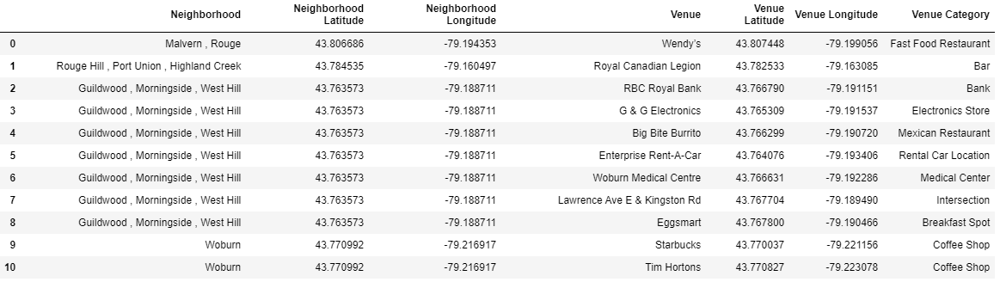 Neighborhood Neighborhood Latitude Neighborhood Longitude Venue Venue Latitude Venue Longitude Venue Category
0 Malvern , Rouge 43.806686 -79.194353 Wendy’s 43.807448 -79.199056 Fast Food Restaurant
1 Rouge Hill , Port Union , Highland Creek 43.784535 -79.160497 Royal Canadian Legion 43.782533 -79.163085 Bar
2 Guildwood , Morningside , West Hill 43.763573 -79.188711 RBC Royal Bank 43.766790 -79.191151 Bank
3 Guildwood , Morningside , West Hill 43.763573 -79.188711 G & G Electronics 43.765309 -79.191537 Electronics Store
4 Guildwood , Morningside , West Hill 43.763573 -79.188711 Big Bite Burrito 43.766299 -79.190720 Mexican Restaurant
5 Guildwood , Morningside , West Hill 43.763573 -79.188711 Enterprise Rent-A-Car 43.764076 -79.193406 Rental Car Location
6 Guildwood , Morningside , West Hill 43.763573 -79.188711 Woburn Medical Centre 43.766631 -79.192286 Medical Center
7 Guildwood , Morningside , West Hill 43.763573 -79.188711 Lawrence Ave E & Kingston Rd 43.767704 -79.189490 Intersection
8 Guildwood , Morningside , West Hill 43.763573 -79.188711 Eggsmart 43.767800 -79.190466 Breakfast Spot
9 Woburn 43.770992 -79.216917 Starbucks 43.770037 -79.221156 Coffee Shop
10 Woburn 43.770992 -79.216917 Tim Hortons 43.770827 -79.223078 Coffee Shop